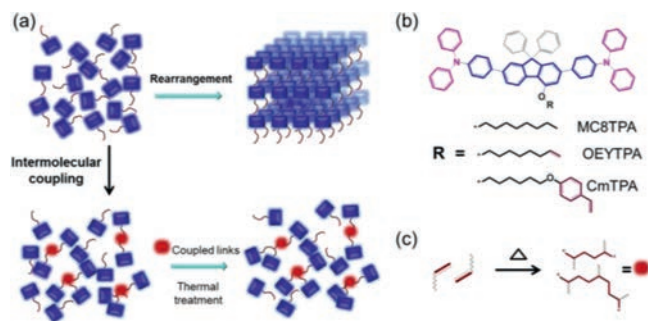 (a)
Rearrangement
Intermolecular
coupling
Coupled links
Thermal
treatment
(b)
N
N
O
R
R =
MC8TPA
OEYTPA
O
CmTPA
(c)
Δ
=